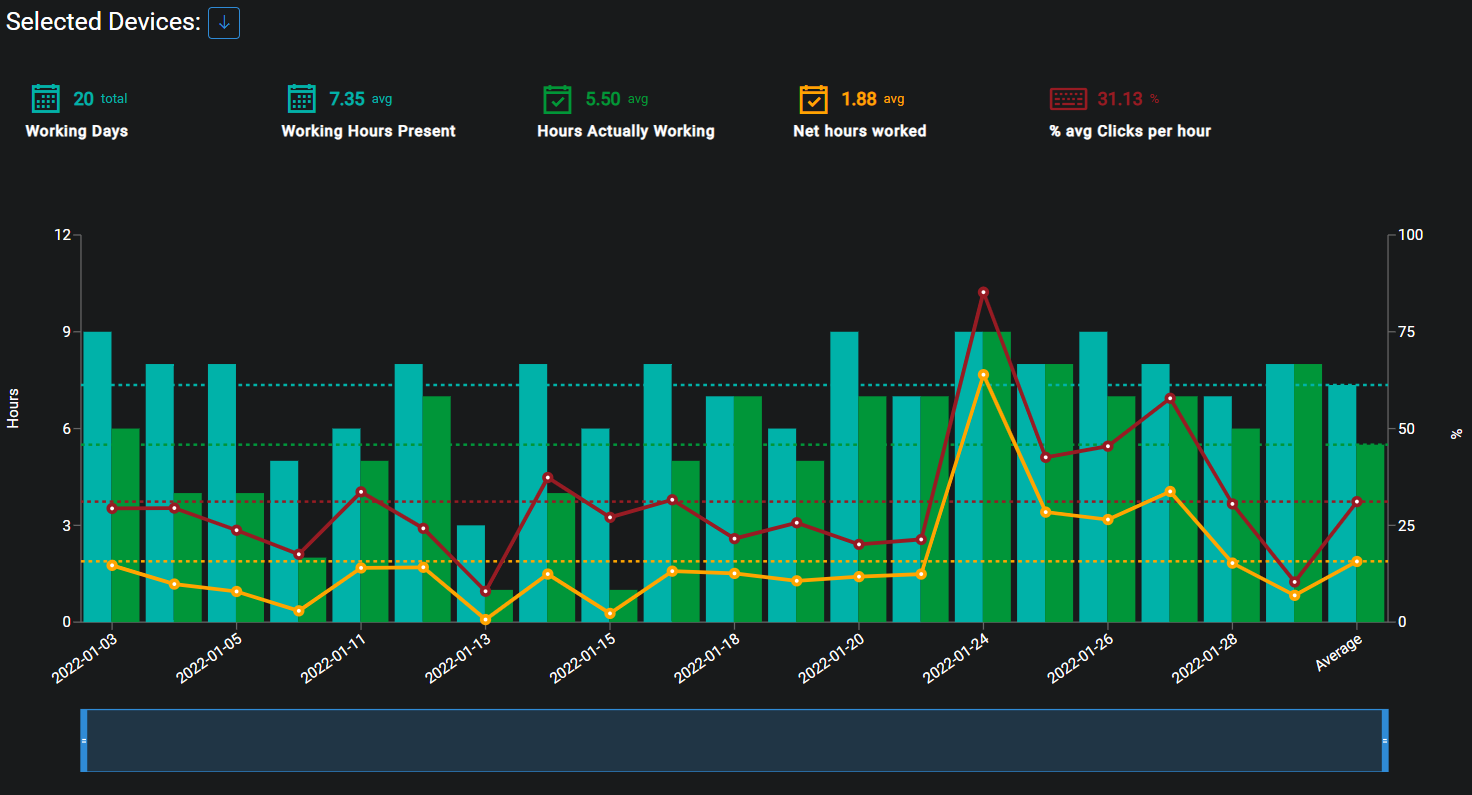 Selected Devices:
20 total
Working Days
7.35 avg
Working Hours Present
5.50 avg
Hours Actually Working
1.88 avg
Net hours worked
31.13 %
% avg Clicks per hour
12
9
6
3
0
Hours
100
75
50
25
0
%
2022-01-03
2022-01-05
2022-01-11
2022-01-13
2022-01-15
2022-01-18
2022-01-20
2022-01-24
2022-01-26
2022-01-28
Average